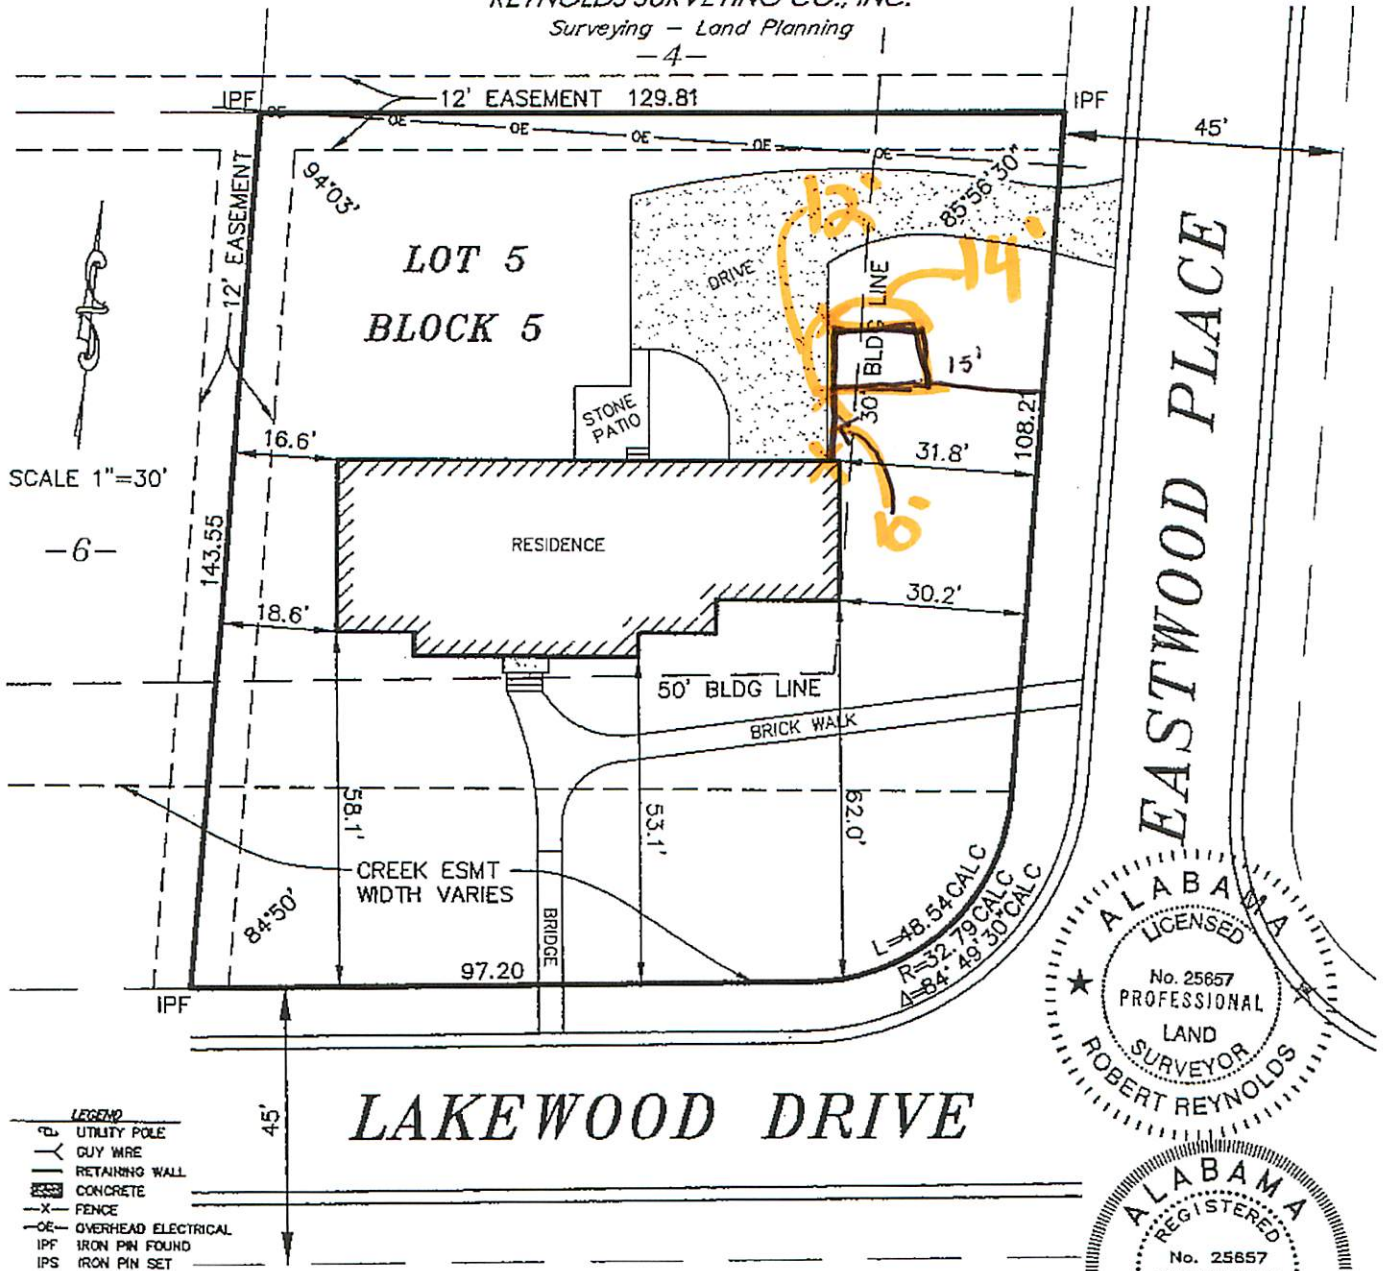 REYNOLDS SURVEYING CO., INC.
Surveying - Land Planning
-4-
IPF
12' EASEMENT 129.81
IPF
45'
OE OE OE OE OE OE
12' EASEMENT
94°03'
85°56'30"
12'
14'
LOT 5
BLOCK 5
DRIVE
30' BLDG LINE
15'
STONE
PATIO
16.6'
31.8'
108.21
10'
SCALE 1"=30'
-6-
143.55
RESIDENCE
18.6'
30.2'
EASTWOOD PLACE
50' BLDG LINE
BRICK WALK
58.1'
53.1'
62.0'
CREEK ESMT
WIDTH VARIES
84°50'
BRIDGE
L=48.54 CALC
R=32.79 CALC
Δ=84° 49'30" CALC
97.20
IPF
45'
LAKEWOOD DRIVE
ALABAMA
LICENSED
No. 25657
PROFESSIONAL
LAND
SURVEYOR
ROBERT REYNOLDS
LEGEND
UTILITY POLE
GUY WIRE
RETAINING WALL
CONCRETE
-X- FENCE
-OE- OVERHEAD ELECTRICAL
IPF IRON PIN FOUND
IPS IRON PIN SET
ALABAMA
REGISTERED
No. 25657